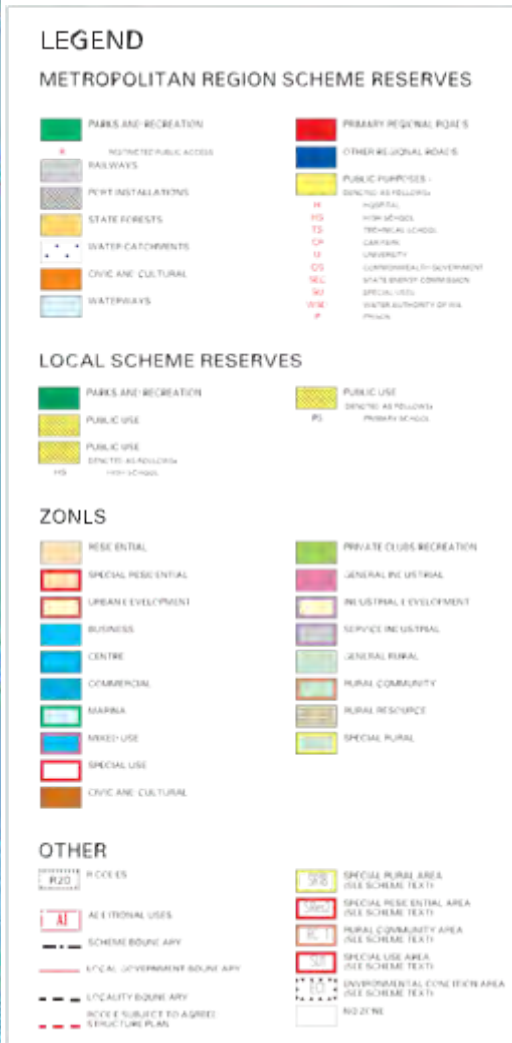 LEGEND
METROPOLITAN REGION SCHEME RESERVES
PARKS AND RECREATION
R RESTRICTED PUBLIC ACCESS
RAILWAYS
PORT INSTALLATIONS
STATE FORESTS
WATER CATCHMENTS
CIVIC AND CULTURAL
WATERWAYS
PRIMARY REGIONAL ROADS
OTHER REGIONAL ROADS
PUBLIC PURPOSES -
DENOTED AS FOLLOWS:
H HOSPITAL
HS HIGH SCHOOL
TS TECHNICAL SCHOOL
CP CAR PARK
U UNIVERSITY
CG COMMONWEALTH GOVERNMENT
SEC STATE ENERGY COMMISSION
SU SPECIAL USES
WSD WATER AUTHORITY OF WA
P PRISON
LOCAL SCHEME RESERVES
PARKS AND RECREATION
PUBLIC USE
PUBLIC USE
DENOTED AS FOLLOWS:
HS HIGH SCHOOL
PUBLIC USE
DENOTED AS FOLLOWS:
PS PRIMARY SCHOOL
ZONES
RESIDENTIAL
SPECIAL RESIDENTIAL
URBAN DEVELOPMENT
BUSINESS
CENTRE
COMMERCIAL
MARINA
MIXED USE
SPECIAL USE
CIVIC AND CULTURAL
PRIVATE CLUBS RECREATION
GENERAL INDUSTRIAL
INDUSTRIAL DEVELOPMENT
SERVICE INDUSTRIAL
GENERAL RURAL
RURAL COMMUNITY
RURAL RESOURCE
SPECIAL RURAL
OTHER
R20 R CODES
A1 ADDITIONAL USES
SCHEME BOUNDARY
LOCAL GOVERNMENT BOUNDARY
LOCALITY BOUNDARY
RCODE SUBJECT TO AGREED
STRUCTURE PLAN
SPECIAL RURAL AREA
(SEE SCHEME TEXT)
SPECIAL RESIDENTIAL AREA
(SEE SCHEME TEXT)
RC 1 RURAL COMMUNITY AREA
(SEE SCHEME TEXT)
SPECIAL USE AREA
(SEE SCHEME TEXT)
ENVIRONMENTAL CONDITION AREA
(SEE SCHEME TEXT)
NO ZONE